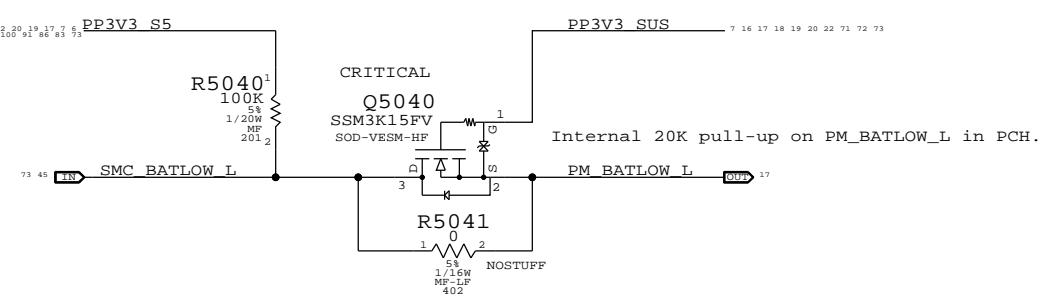 2 20 19 17 7 6
100 91 86 83 73
PP3V3_S5
PP3V3_SUS
7 16 17 18 19 20 22 71 72 73
R5040
1
100K
5%
1/20W
MF
201
2
CRITICAL
Q5040
SSM3K15FV
SOD-VESM-HF
1
G
D
S
3
2
Internal 20K pull-up on PM_BATLOW_L in PCH.
73 45
IN
SMC_BATLOW_L
PM_BATLOW_L
OUT
17
R5041
0
1
2
5%
1/16W
MF-LF
402
NOSTUFF